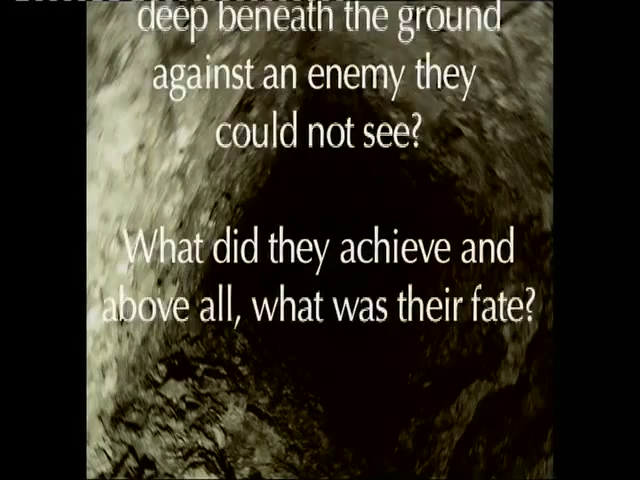 deep beneath the ground
against an enemy they
could not see?
What did they achieve and
above all, what was their fate?